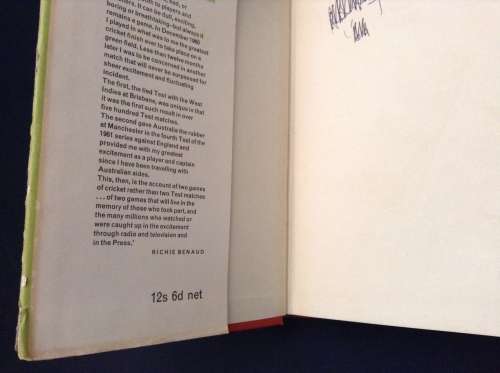 youth to players and
watchers. It can be dull, exciting,
boring or breathtaking—but always it
remains a game. In December 1960
I played in what was to me the greatest
cricket finish ever to take place on a
green field. Less than twelve months
later I was to be concerned in another
match that will never be surpassed for
sheer excitement and fluctuating
incident.
The first, the tied Test with the West
Indies at Brisbane, was unique in that
it was the first such result in over
five hundred Test matches.
The second gave Australia the rubber
at Manchester in the fourth Test of the
1961 series against England and
provided me with my greatest
excitement as a player and captain
since I have been travelling with
Australian sides.
This, then, is the account of two games
of cricket rather than two Test matches
... of two games that will live in the
memory of those who took part, and
the many millions who watched or
were caught up in the excitement
through radio and television and
in the Press.'
RICHIE BENAUD
12s 6d net